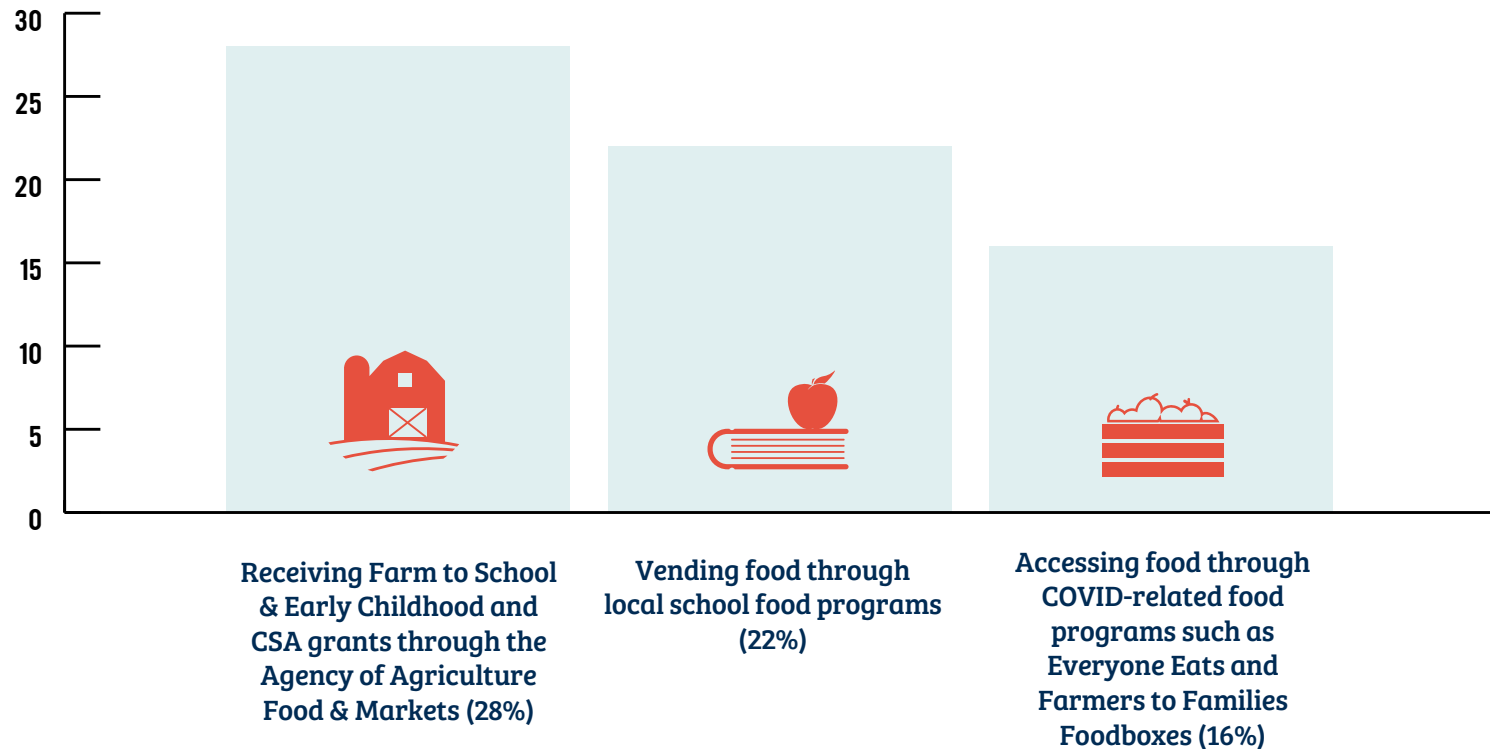 30
25
20
15
10
5
0
Receiving Farm to School
& Early Childhood and
CSA grants through the
Agency of Agriculture
Food & Markets (28%)
Vending food through
local school food programs
(22%)
Accessing food through
COVID-related food
programs such as
Everyone Eats and
Farmers to Families
Foodboxes (16%)